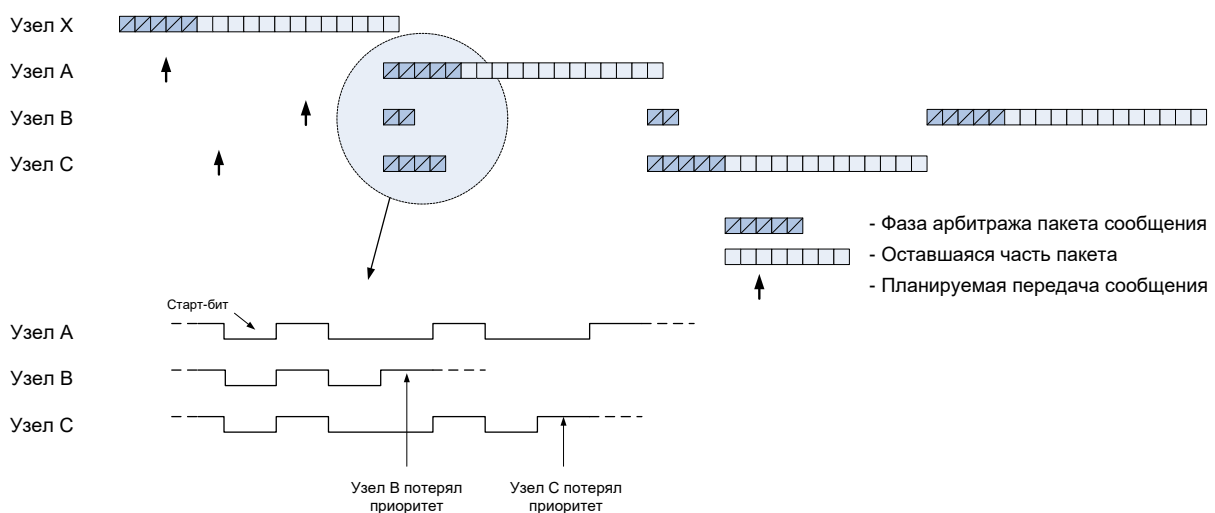 Узел X
Узел A
Узел B
Узел C
- Фаза арбитража пакета сообщения
- Оставшаяся часть пакета
- Планируемая передача сообщения
Старт-бит
Узел A
Узел B
Узел C
Узел B потерял
приоритет
Узел C потерял
приоритет